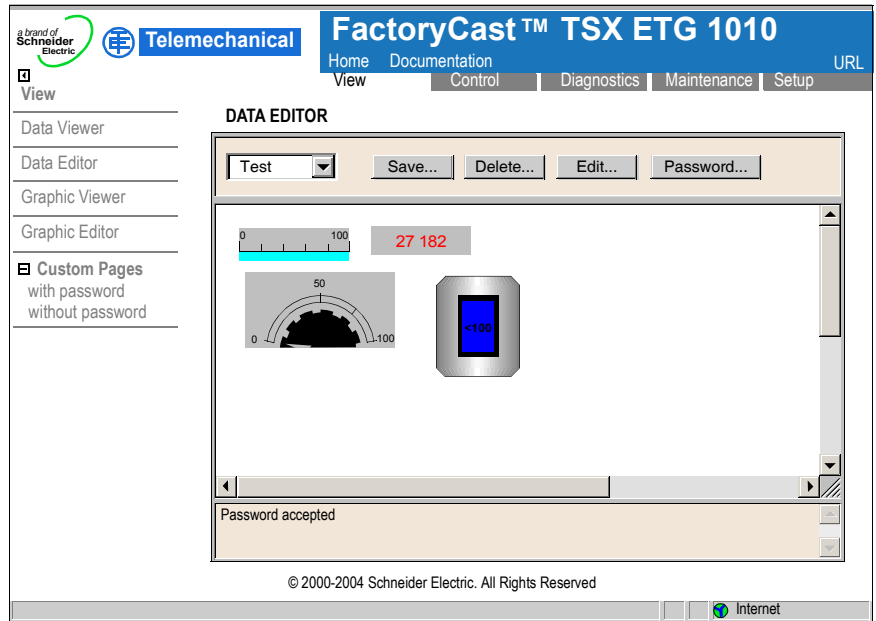 a brand of
Schneider
Electric
Telemechanical
FactoryCast™ TSX ETG 1010
Home Documentation URL
View Control Diagnostics Maintenance Setup
View
Data Viewer
Data Editor
Graphic Viewer
Graphic Editor
Custom Pages
with password
without password
DATA EDITOR
Test Save... Delete... Edit... Password...
0 100
27 182
50
0 100
<100
Password accepted
© 2000-2004 Schneider Electric. All Rights Reserved
Internet